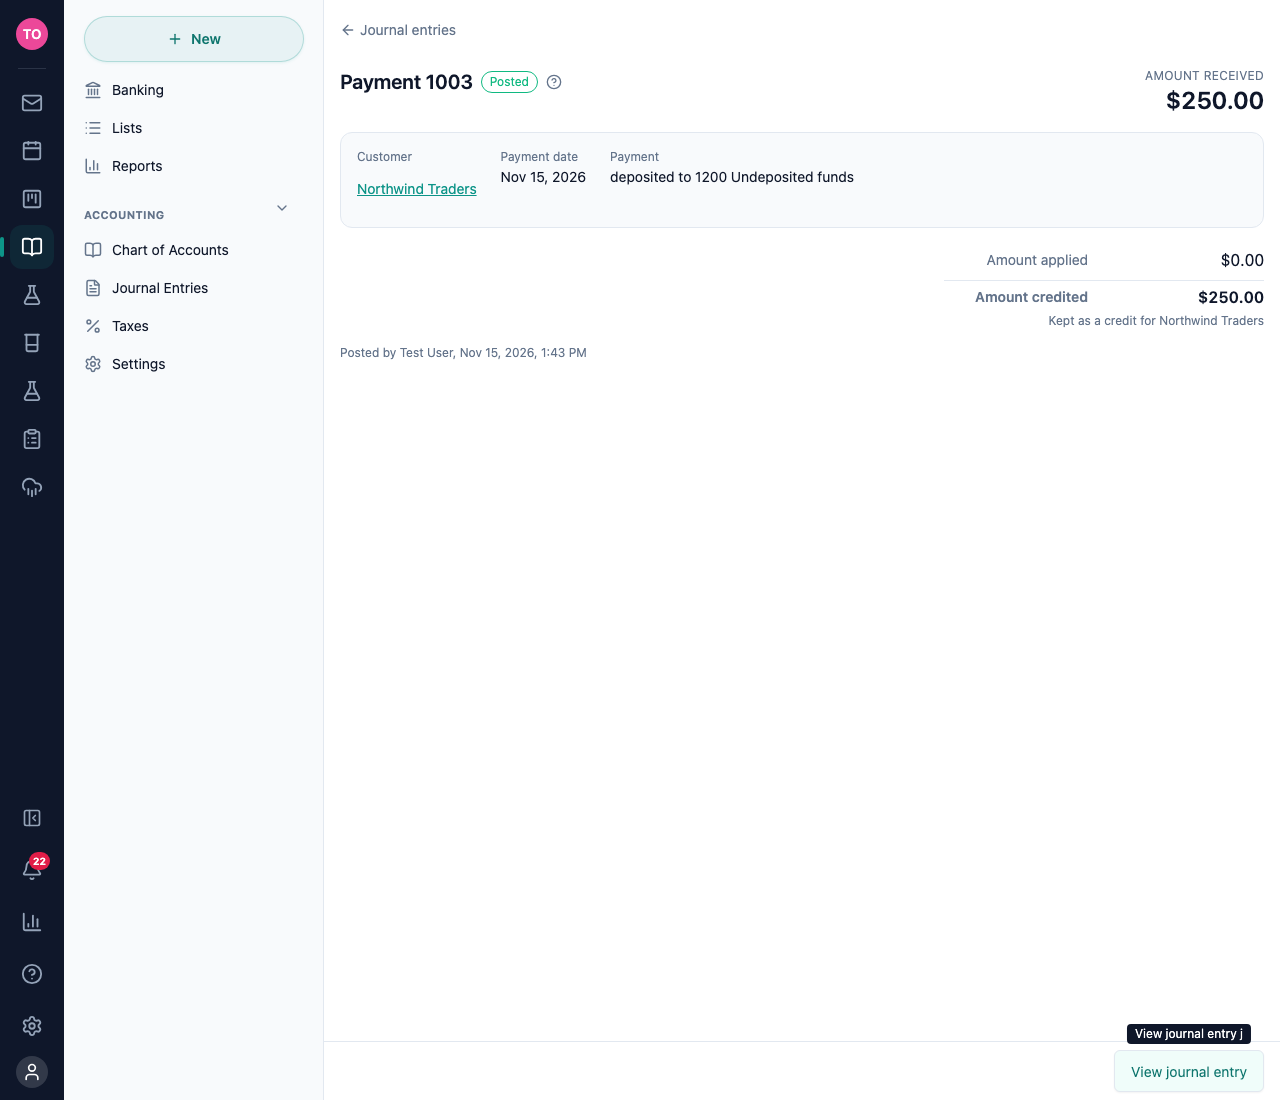 TO
New
Banking
Lists
Reports
ACCOUNTING
Chart of Accounts
Journal Entries
Taxes
Settings
22
Journal entries
Payment 1003 Posted
AMOUNT RECEIVED
$250.00
Customer Payment date Payment
Northwind Traders Nov 15, 2026 deposited to 1200 Undeposited funds
Amount applied $0.00
Amount credited $250.00
Kept as a credit for Northwind Traders
Posted by Test User, Nov 15, 2026, 1:43 PM
View journal entry j
View journal entry